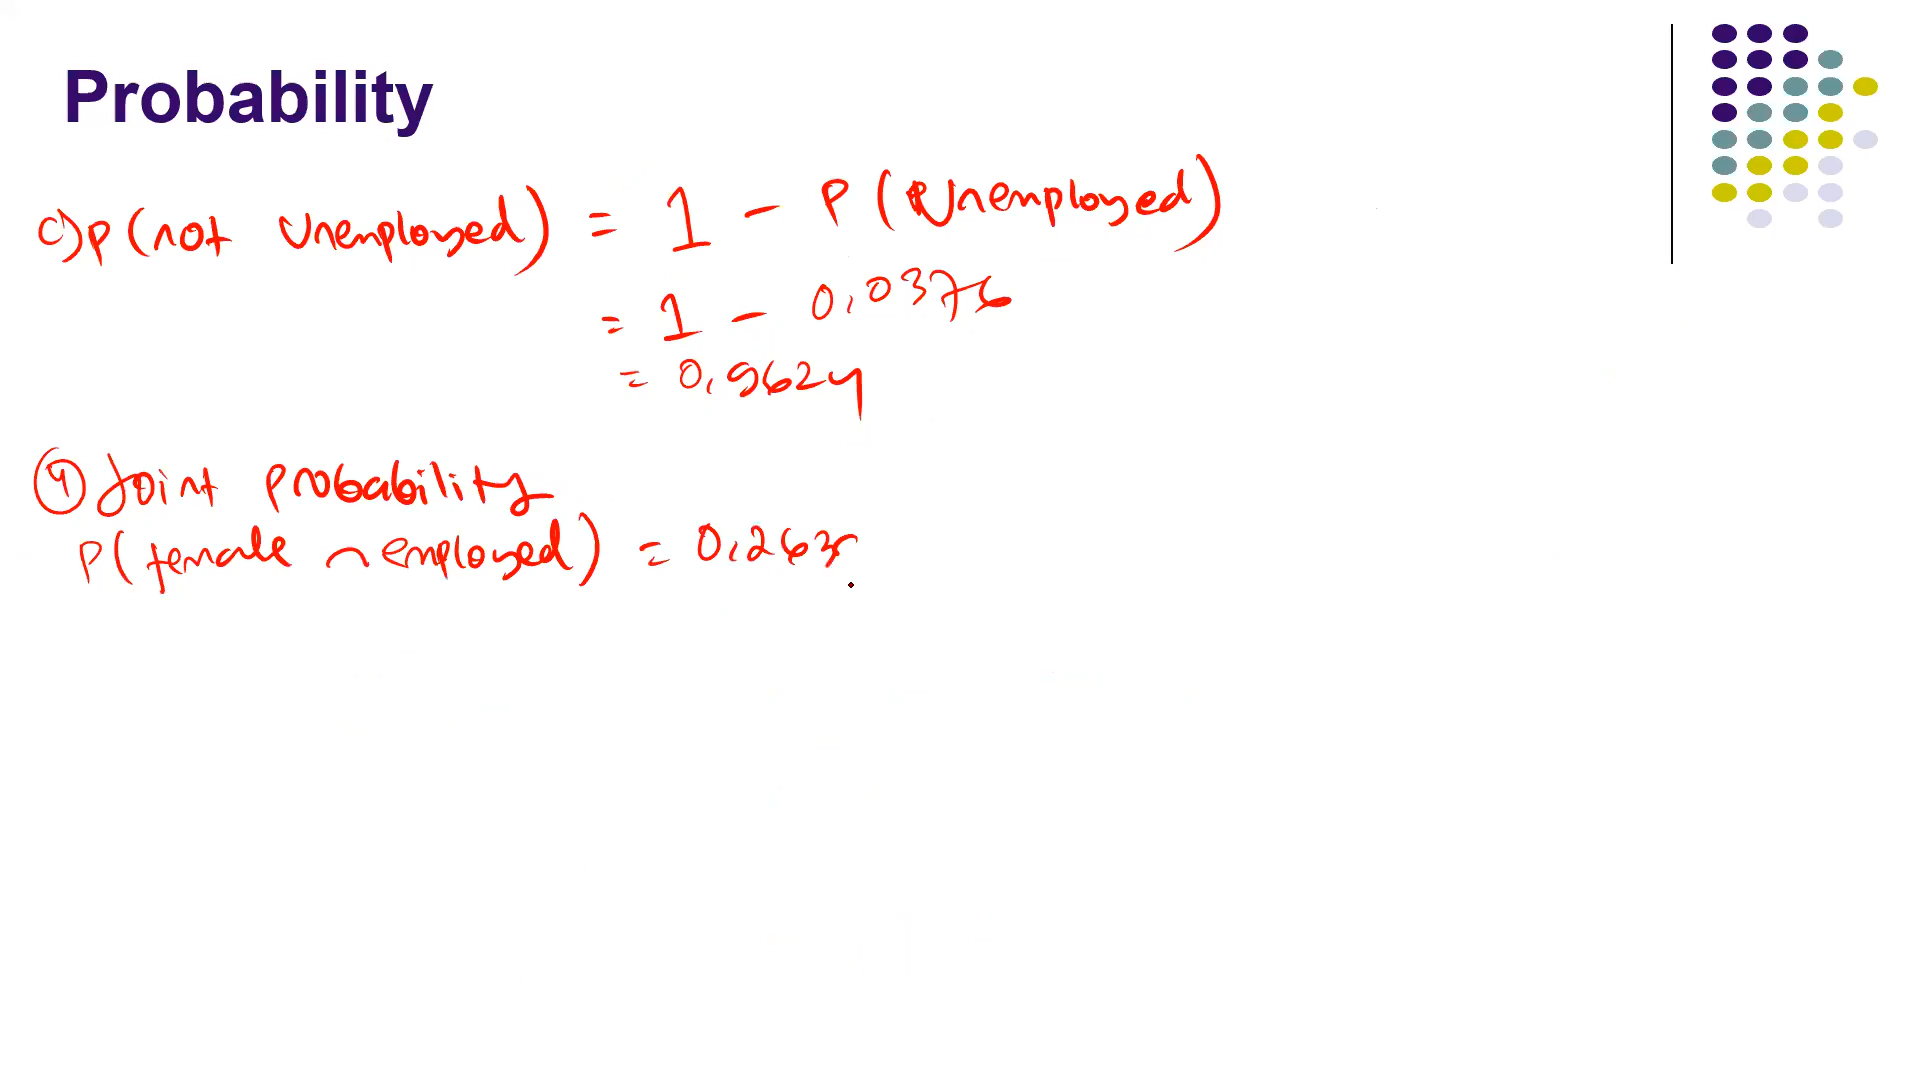 Probability
c) P(not Unemployed) = 1 - P(Unemployed)
= 1 - 0.0376
= 0.9624
④ Joint Probability
P(female ∩ employed) = 0.2635